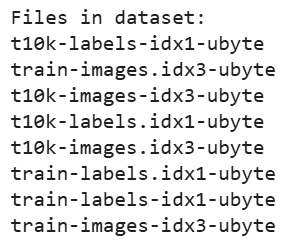 Files in dataset:
t10k-labels-idx1-ubyte
train-images.idx3-ubyte
t10k-images-idx3-ubyte
t10k-labels.idx1-ubyte
t10k-images.idx3-ubyte
train-labels.idx1-ubyte
train-labels-idx1-ubyte
train-images-idx3-ubyte